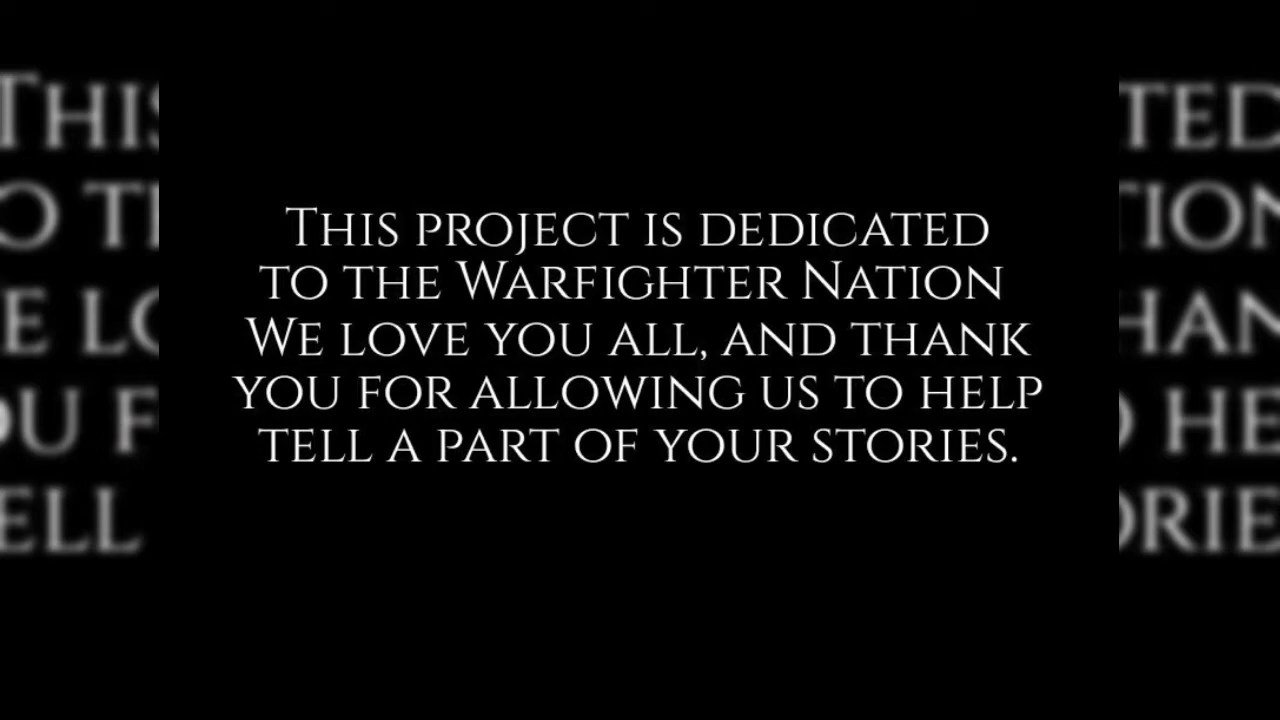 This project is dedicated
to the Warfighter Nation
We love you all, and thank
you for allowing us to help
tell a part of your stories.